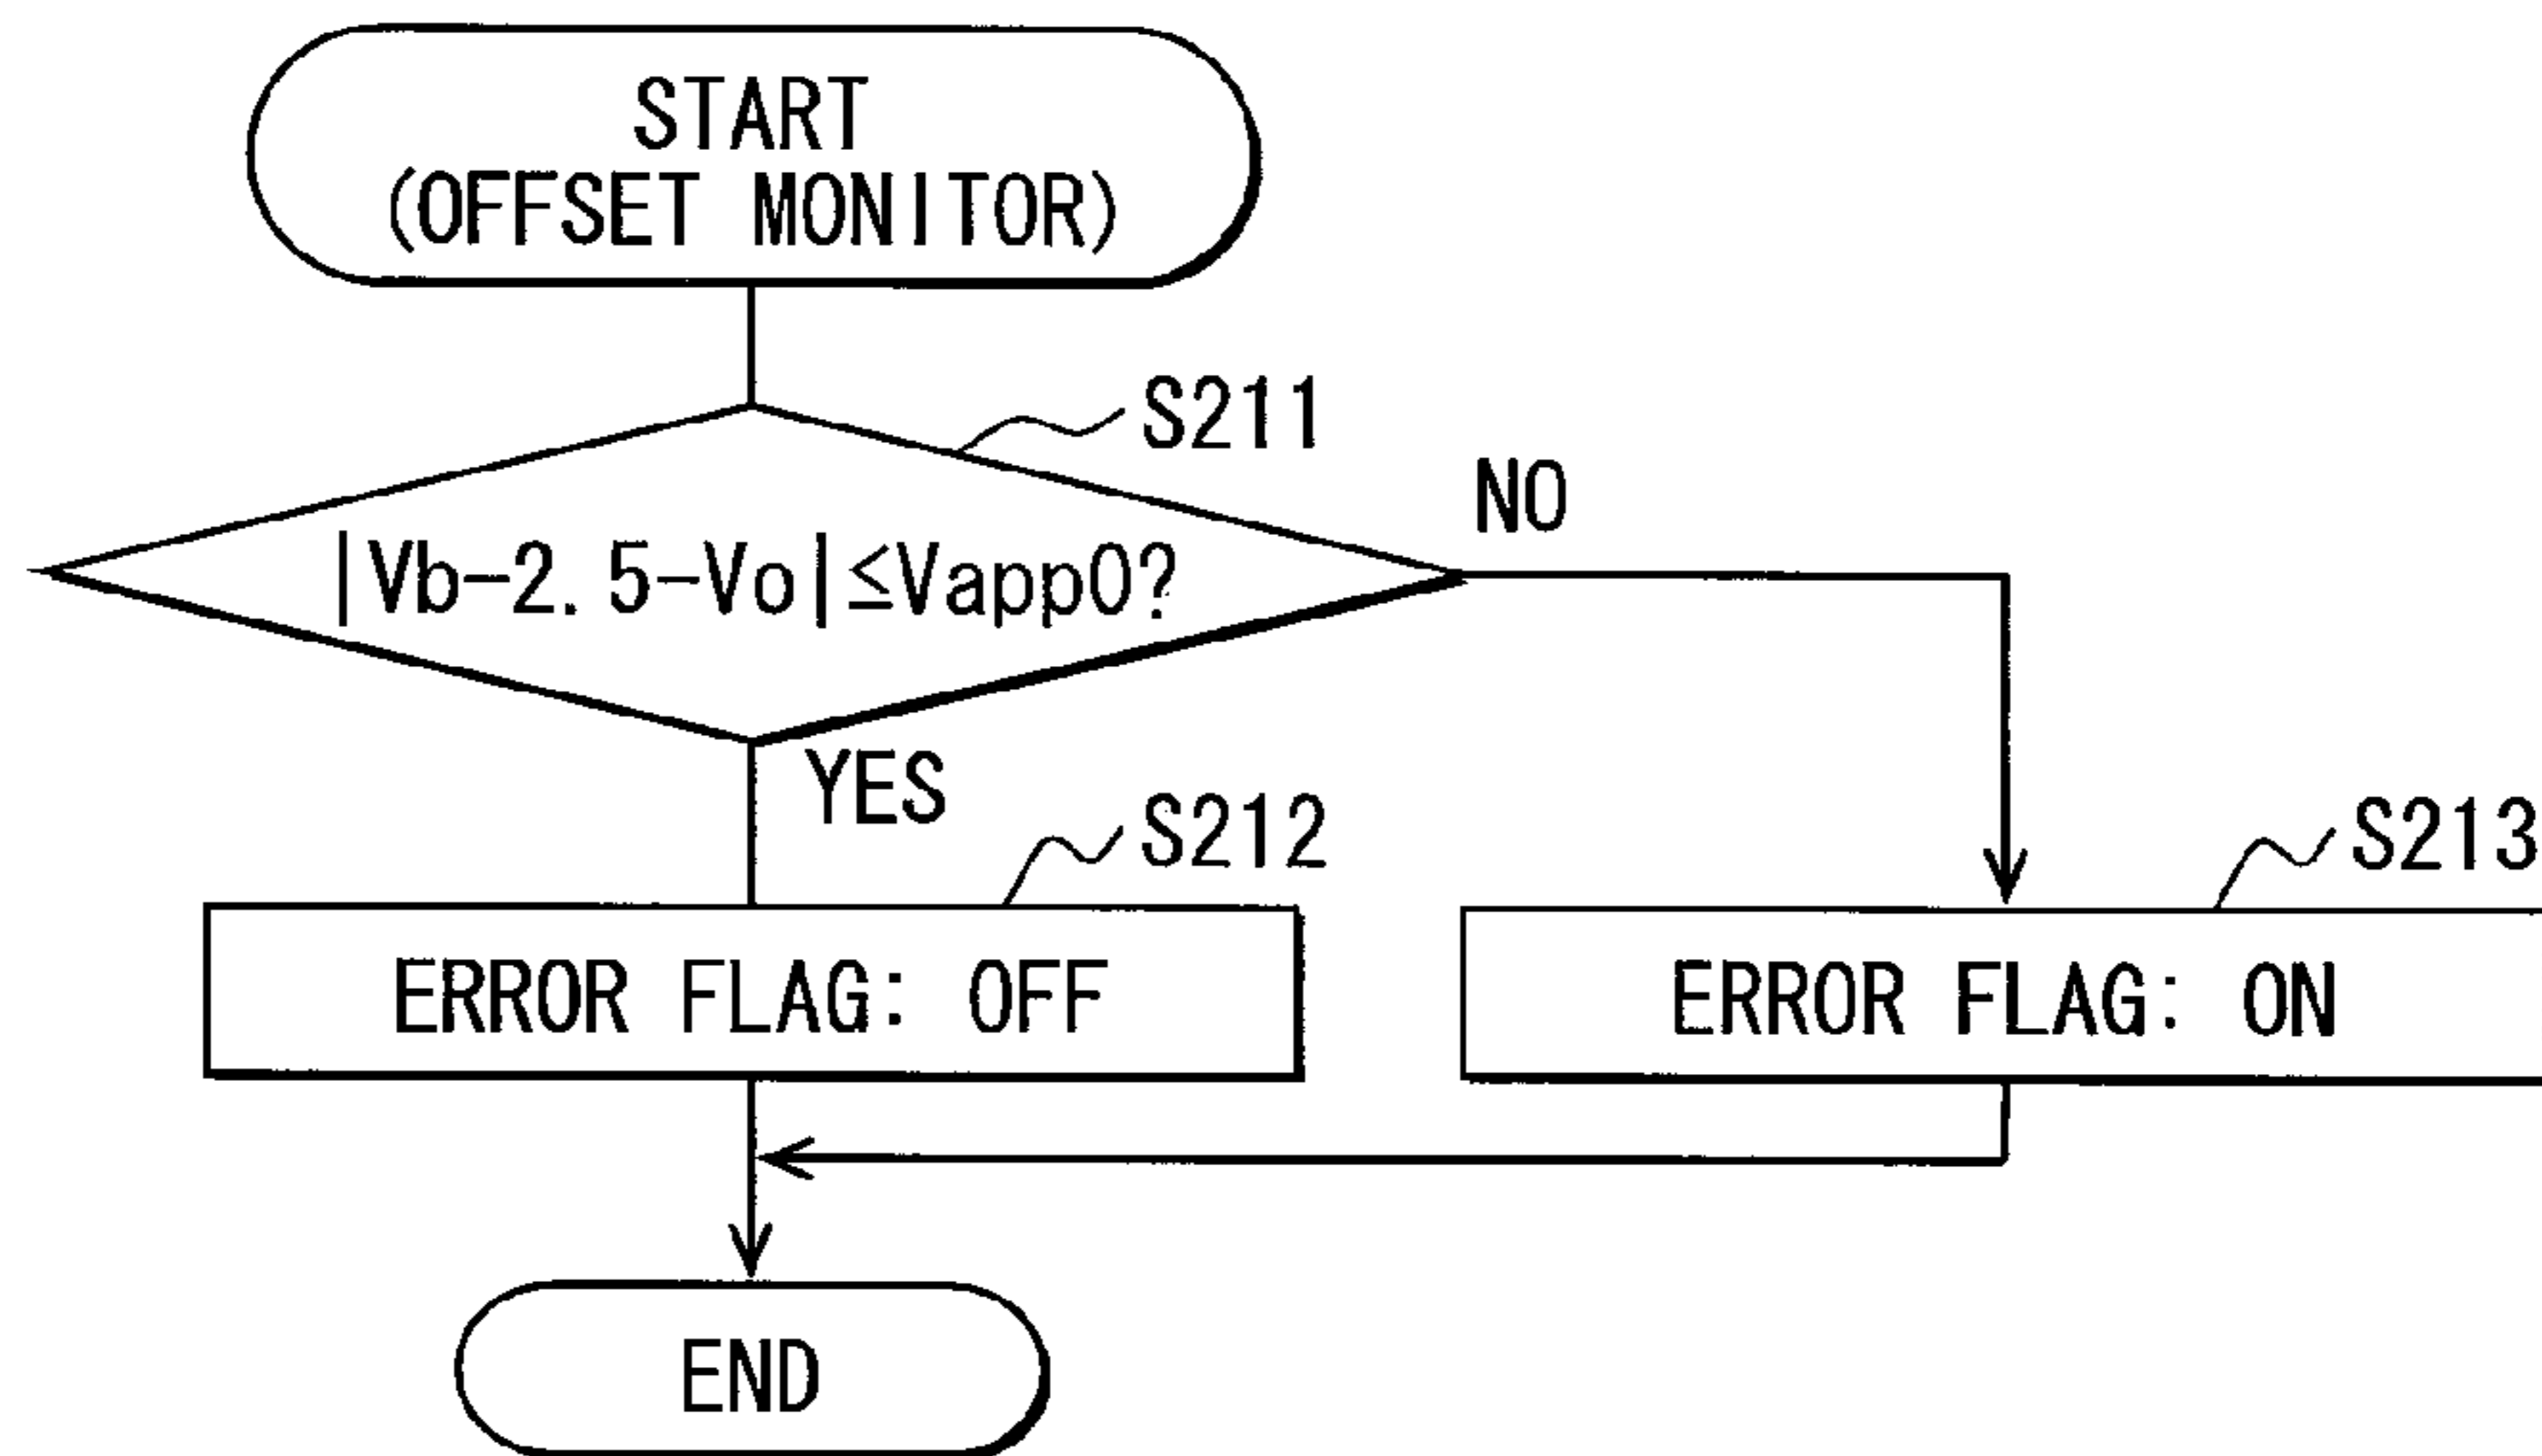 START
(OFFSET MONITOR)
S211
NO
|Vb-2.5-Vo|≤Vapp0?
YES
S212
S213
ERROR FLAG: OFF
ERROR FLAG: ON
END